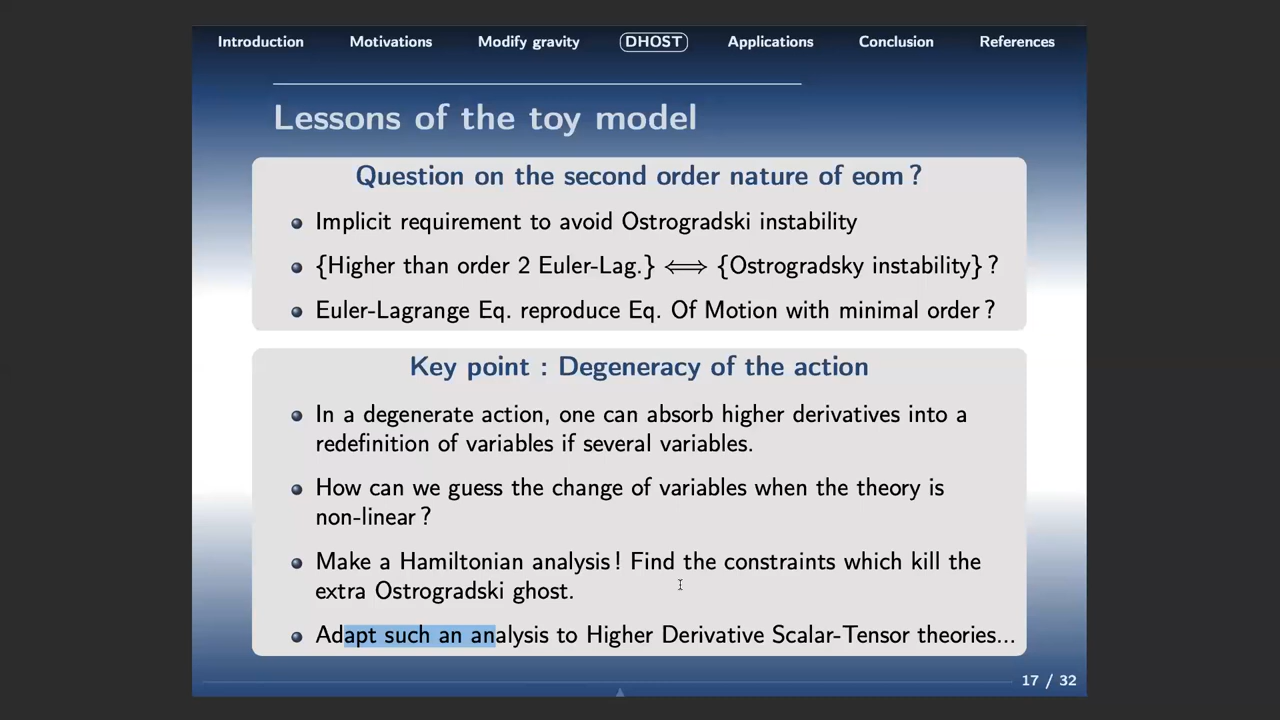 Introduction Motivations Modify gravity DHOST Applications Conclusion References
Lessons of the toy model
Question on the second order nature of eom ?
Implicit requirement to avoid Ostrogradski instability
{Higher than order 2 Euler-Lag.} ⟺ {Ostrogradsky instability} ?
Euler-Lagrange Eq. reproduce Eq. Of Motion with minimal order ?
Key point : Degeneracy of the action
In a degenerate action, one can absorb higher derivatives into a
redefinition of variables if several variables.
How can we guess the change of variables when the theory is
non-linear ?
Make a Hamiltonian analysis ! Find the constraints which kill the
extra Ostrogradski ghost.
Adapt such an analysis to Higher Derivative Scalar-Tensor theories...
17 / 32